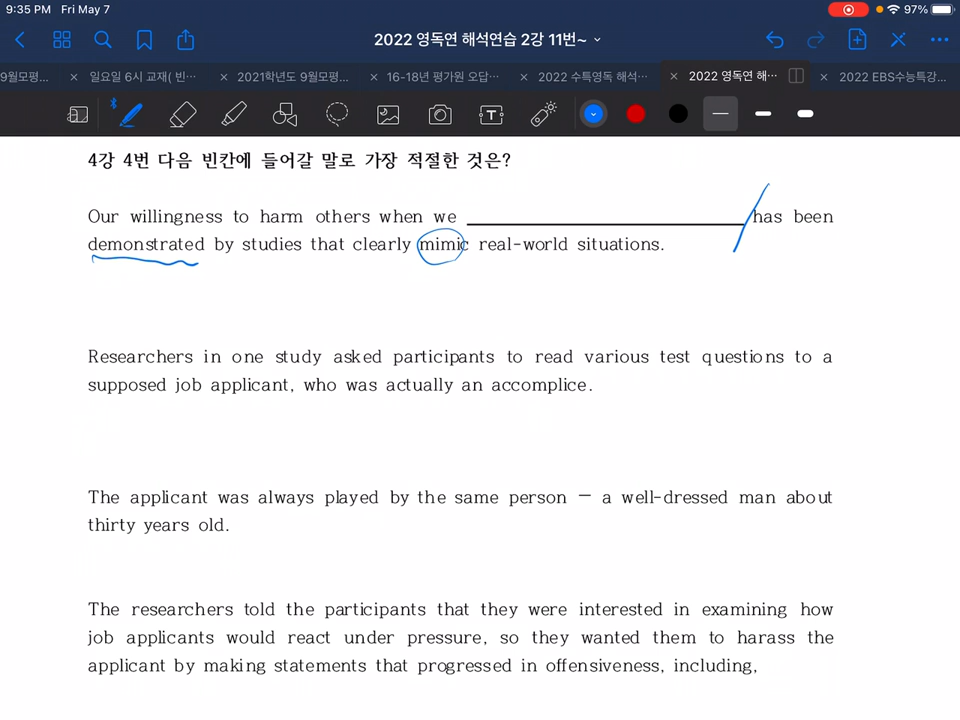 9:35 PM Fri May 7
97%
2022 영독연 해석연습 2강 11번~
9월모평...
일요일 6시 교재( 빈...
2021학년도 9월모평...
16-18년 평가원 오답...
2022 수특영독 해석...
2022 영독연 해...
2022 EBS수능특강...
4강 4번 다음 빈칸에 들어갈 말로 가장 적절한 것은?
Our willingness to harm others when we ____________ has been
demonstrated by studies that clearly mimic real-world situations.
Researchers in one study asked participants to read various test questions to a
supposed job applicant, who was actually an accomplice.
The applicant was always played by the same person — a well-dressed man about
thirty years old.
The researchers told the participants that they were interested in examining how
job applicants would react under pressure, so they wanted them to harass the
applicant by making statements that progressed in offensiveness, including,